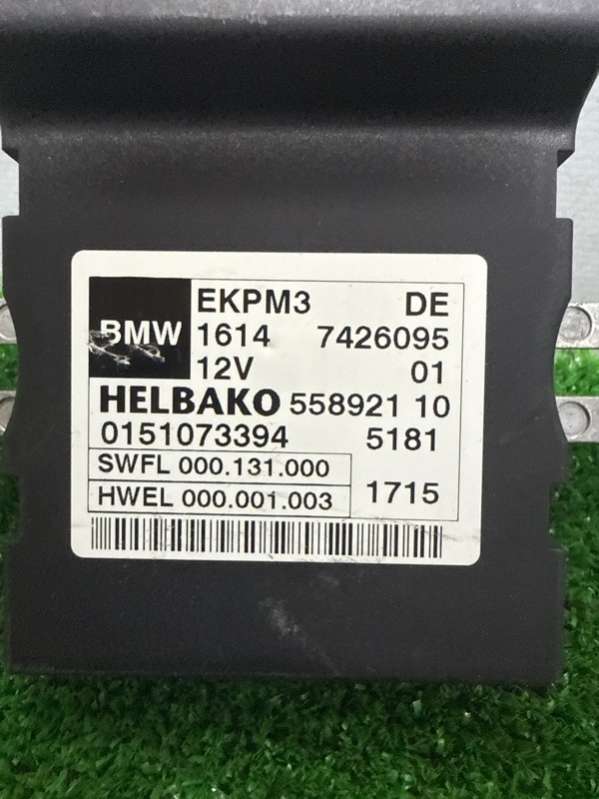 EKPM3 DE
BMW 1614 7426095
12V 01
HELBAKO 558921 10
0151073394 5181
SWFL 000.131.000
HWEL 000.001.003 1715